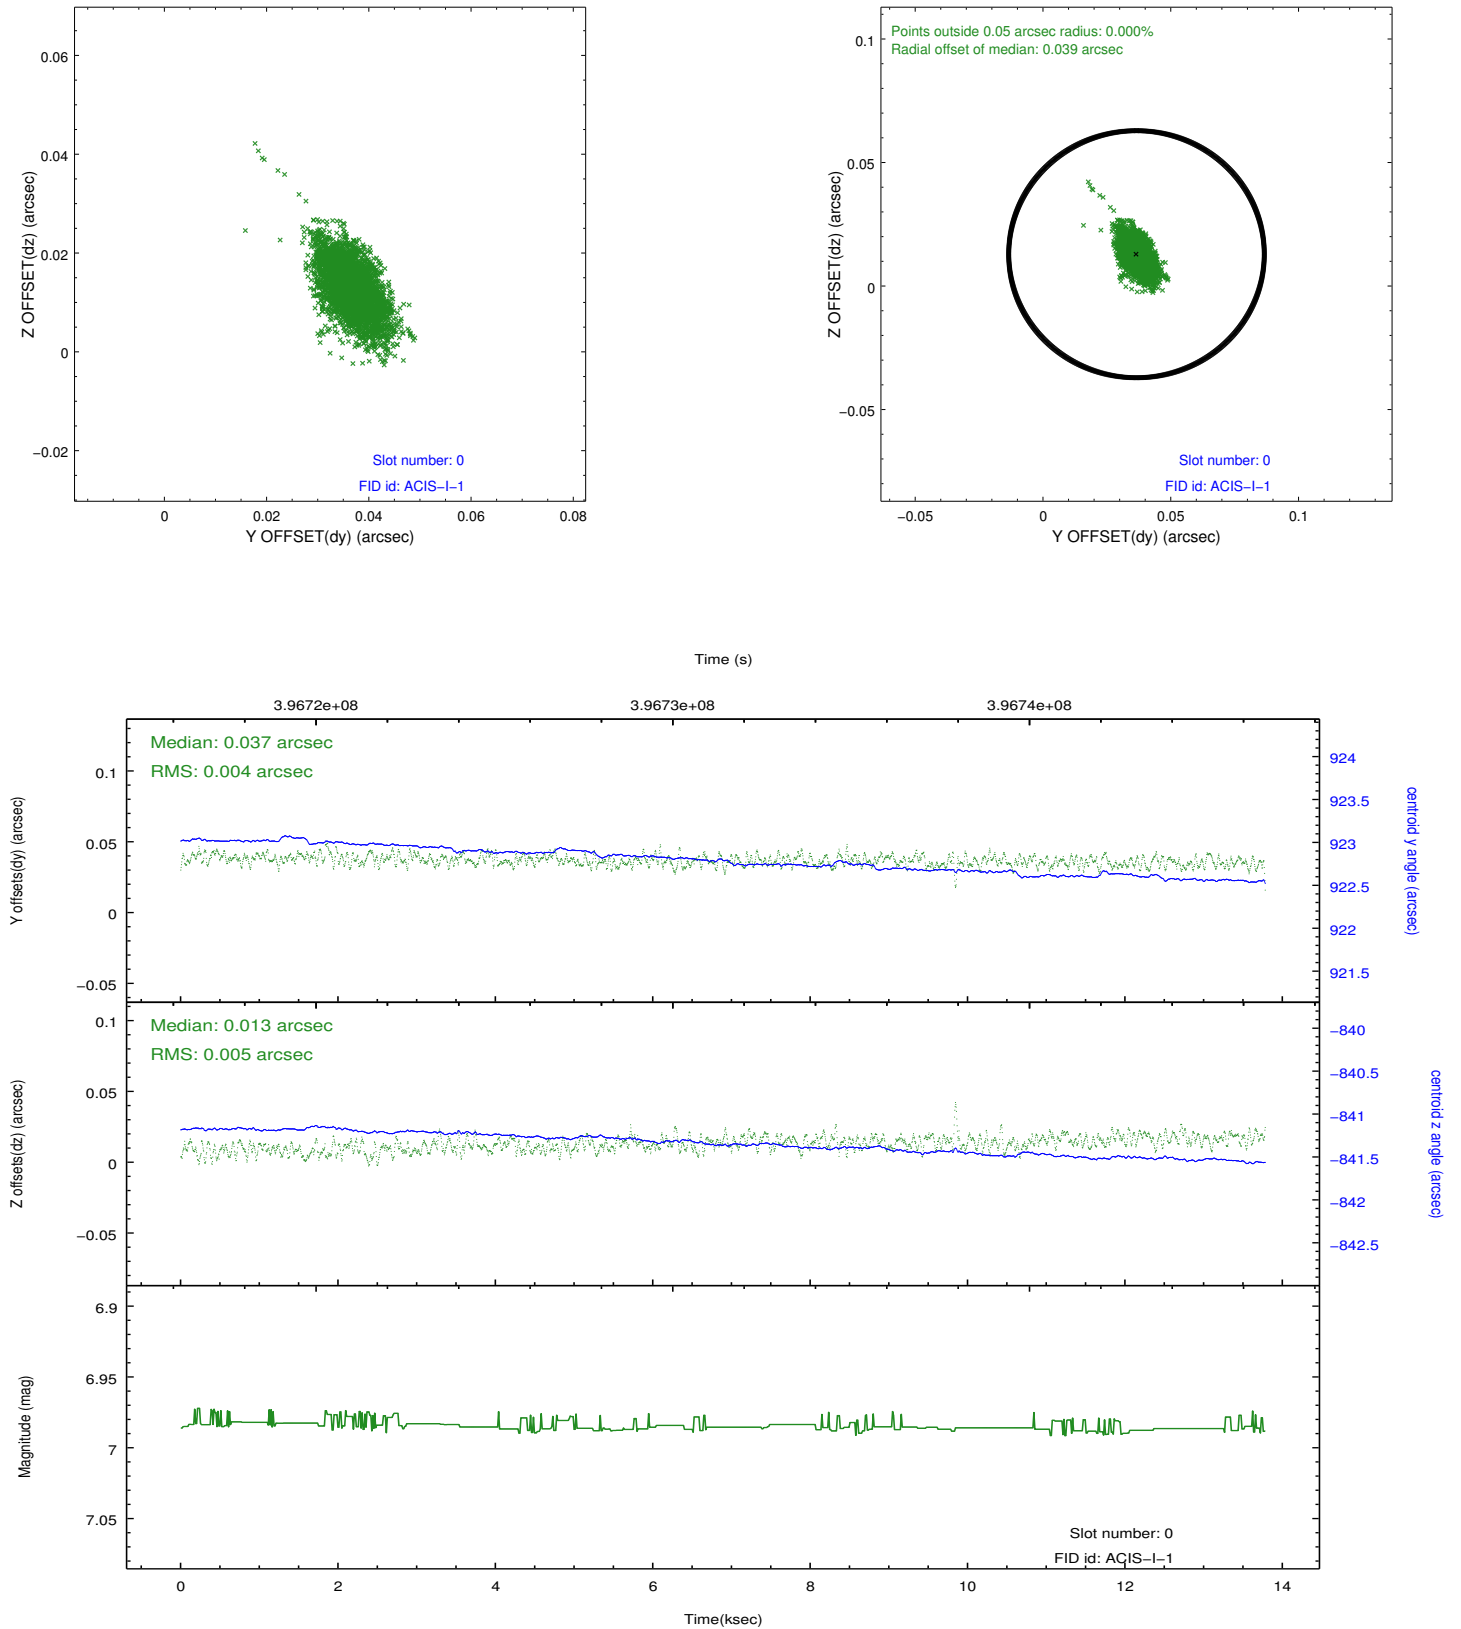 0.06
0.04
0.02
0
−0.02
Z OFFSET(dz) (arcsec)
Slot number: 0
FID id: ACIS−I−1
0 0.02 0.04 0.06 0.08
Y OFFSET(dy) (arcsec)
Points outside 0.05 arcsec radius: 0.000%
Radial offset of median: 0.039 arcsec
0.1
0.05
0
−0.05
Z OFFSET(dz) (arcsec)
Slot number: 0
FID id: ACIS−I−1
−0.05 0 0.05 0.1
Y OFFSET(dy) (arcsec)
Time (s)
3.9672e+08 3.9673e+08 3.9674e+08
Median: 0.037 arcsec
RMS: 0.004 arcsec
0.1
0.05
0
−0.05
Y offsets(dy) (arcsec)
924
923.5
923
922.5
922
921.5
centroid y angle (arcsec)
Median: 0.013 arcsec
RMS: 0.005 arcsec
0.1
0.05
0
−0.05
Z offsets(dz) (arcsec)
−840
−840.5
−841
−841.5
−842
−842.5
centroid z angle (arcsec)
6.9
6.95
7
7.05
Magnitude (mag)
Slot number: 0
FID id: ACIS−I−1
0 2 4 6 8 10 12 14
Time(ksec)